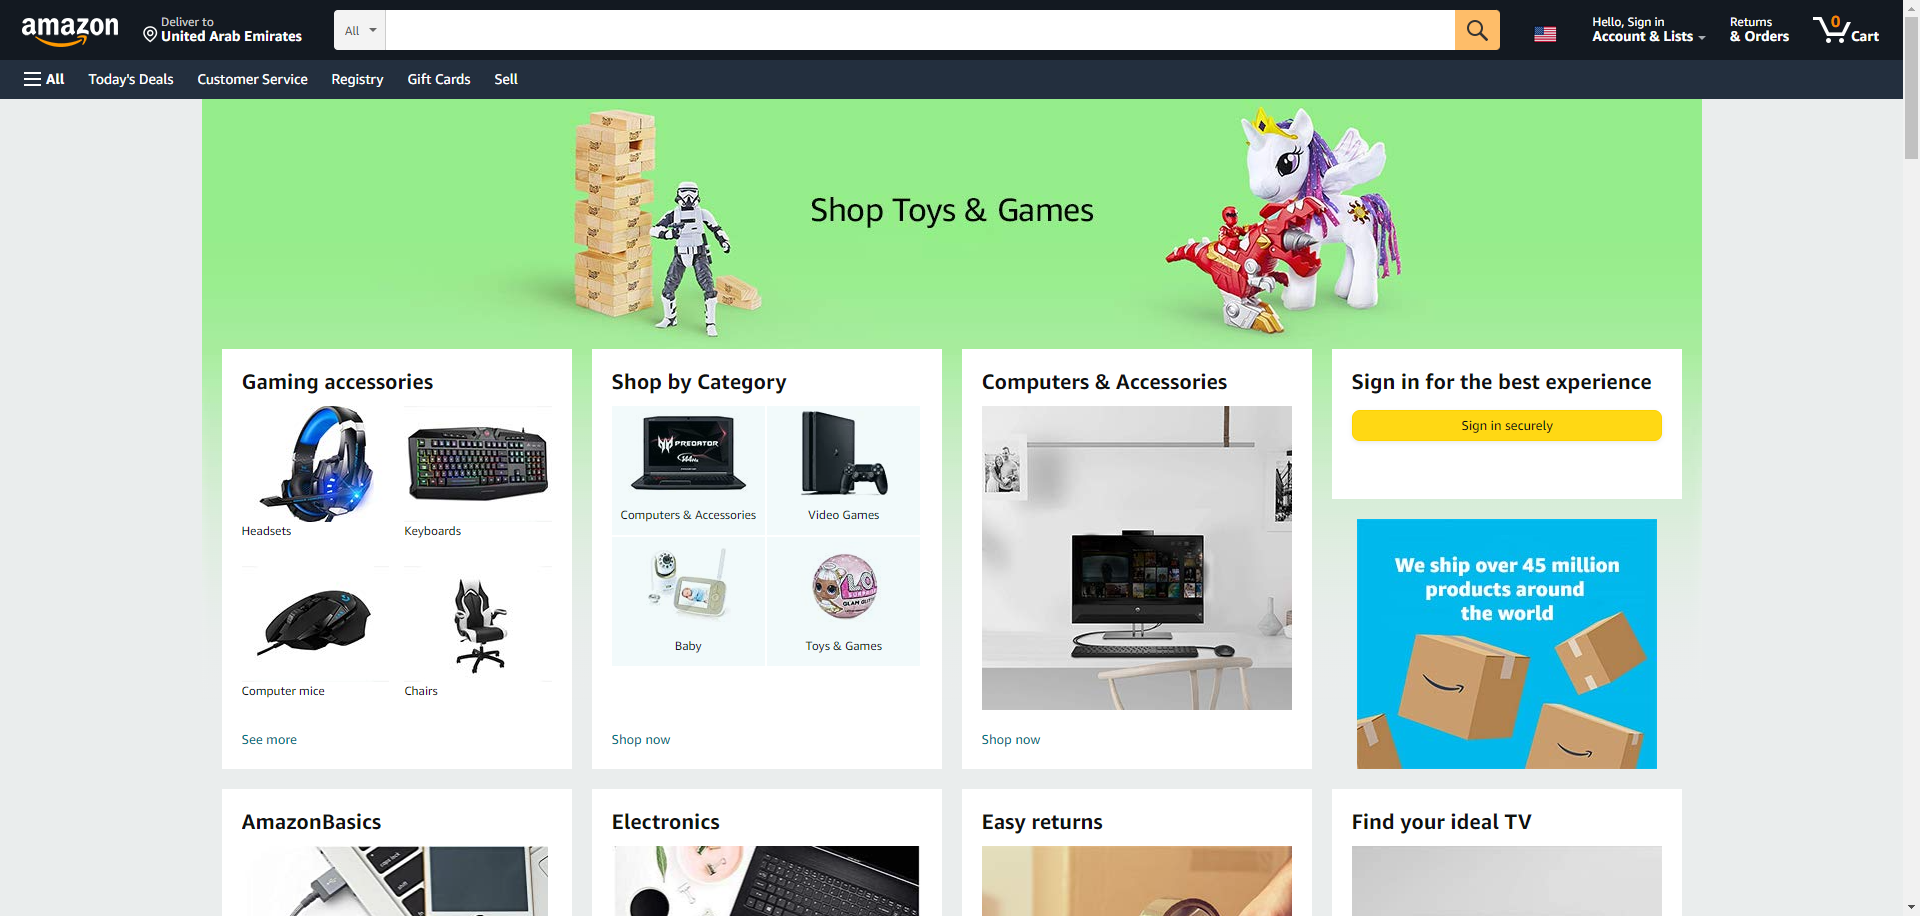 amazon
Deliver to
United Arab Emirates
All
Hello, Sign in
Account & Lists
Returns
& Orders
0
Cart
All
Today's Deals
Customer Service
Registry
Gift Cards
Sell
Shop Toys & Games
Gaming accessories
Headsets
Keyboards
Computer mice
Chairs
See more
Shop by Category
PREDATOR
Computers & Accessories
Video Games
Baby
Toys & Games
Shop now
Computers & Accessories
Shop now
Sign in for the best experience
Sign in securely
We ship over 45 million
products around
the world
AmazonBasics
Electronics
Easy returns
Find your ideal TV